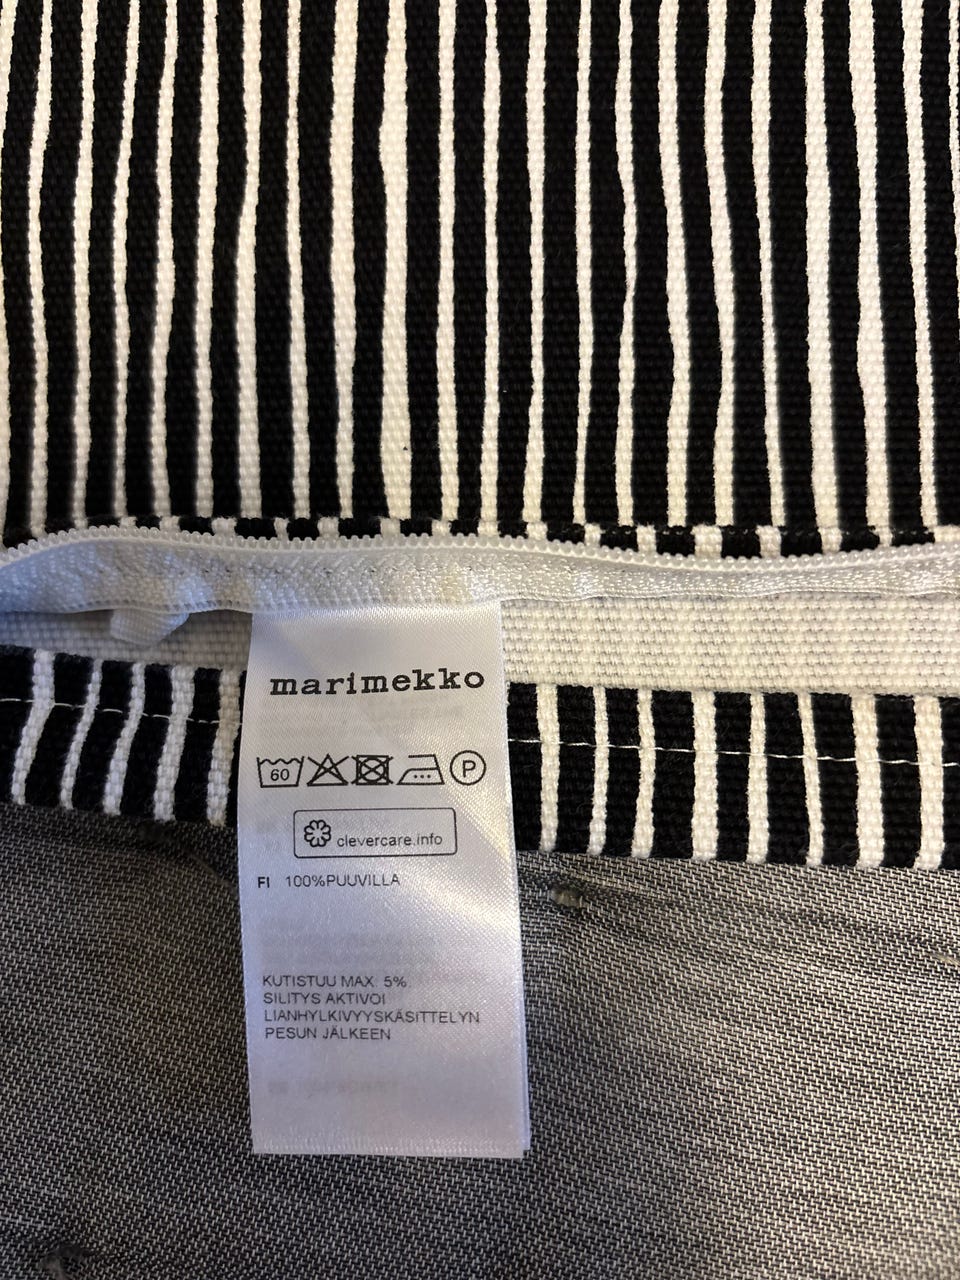 marimekko
60 P
clevercare.info
FI 100%PUUVILLA
KUTISTUU MAX. 5%.
SILITYS AKTIVOI
LIANHYLKIVYYSKÄSITTELYN
PESUN JÄLKEEN